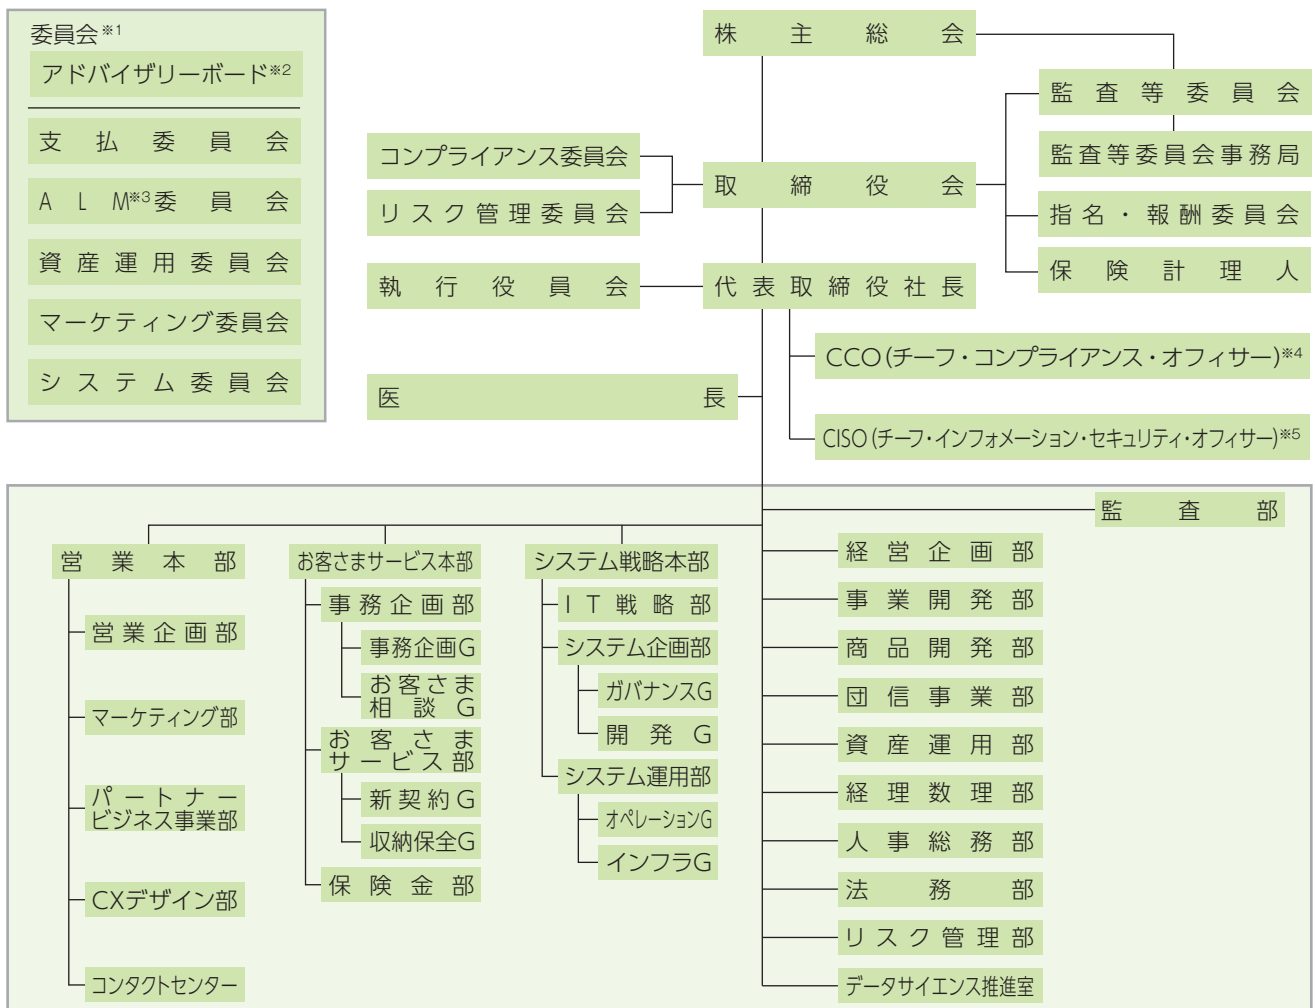 委員会※1
アドバイザリーボード※2
支払委員会
ALM※3委員会
資産運用委員会
マーケティング委員会
システム委員会
株主総会
監査等委員会
監査等委員会事務局
コンプライアンス委員会
取締役会
リスク管理委員会
指名・報酬委員会
保険計理人
執行役員会
代表取締役社長
CCO(チーフ・コンプライアンス・オフィサー)※4
医長
CISO(チーフ・インフォメーション・セキュリティ・オフィサー)※5
監査部
営業本部
営業企画部
マーケティング部
パートナー
ビジネス事業部
CXデザイン部
コンタクトセンター
お客さまサービス本部
事務企画部
事務企画G
お客さま
相談G
お客さま
サービス部
新契約G
収納保全G
保険金部
システム戦略本部
IT戦略部
システム企画部
ガバナンスG
開発G
システム運用部
オペレーションG
インフラG
経営企画部
事業開発部
商品開発部
団信事業部
資産運用部
経理数理部
人事総務部
法務部
リスク管理部
データサイエンス推進室